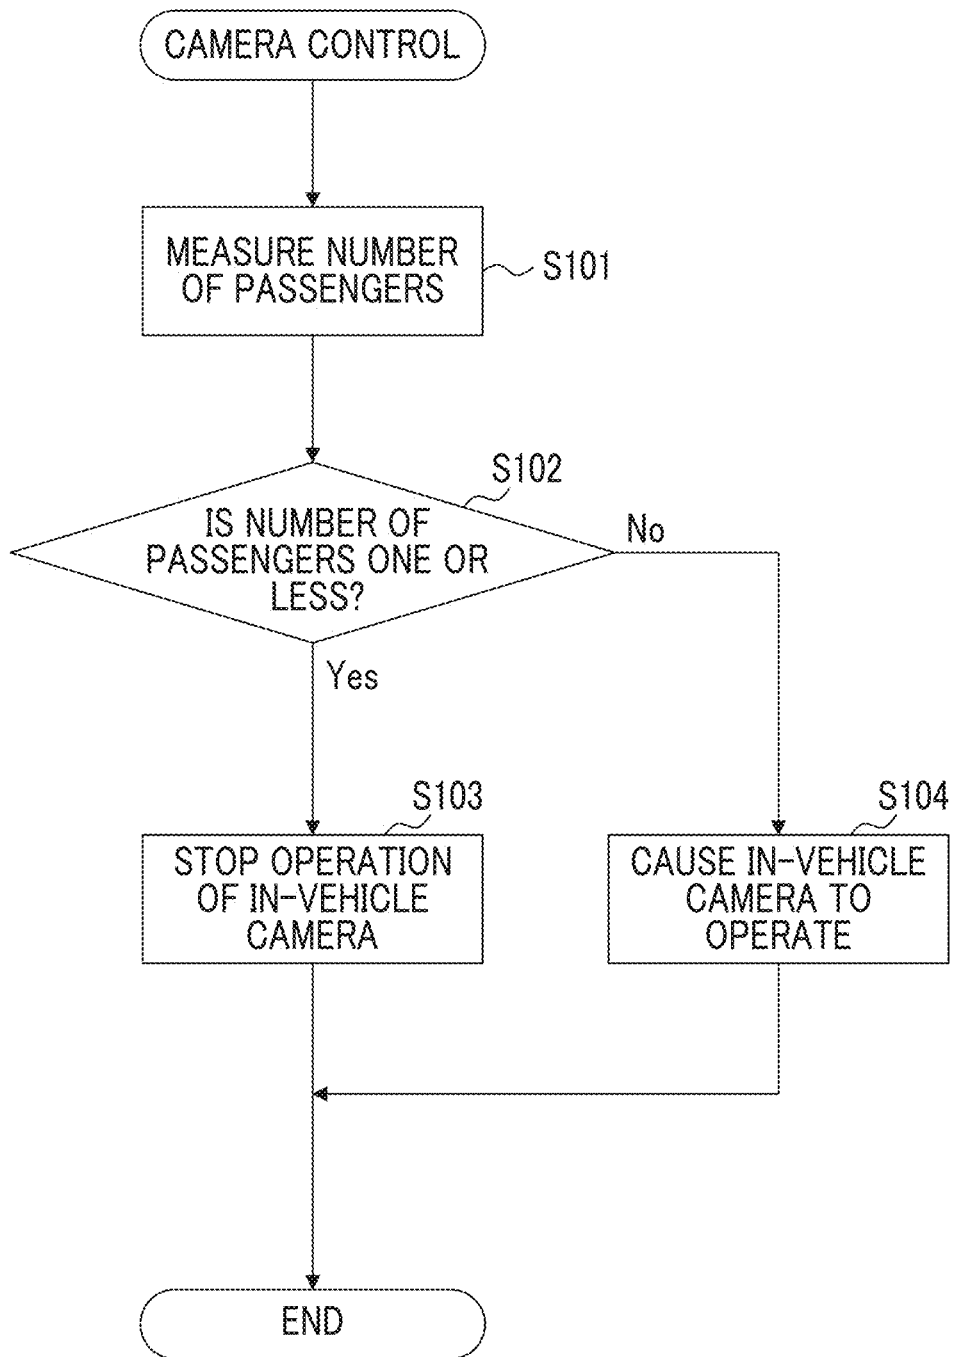 CAMERA CONTROL
MEASURE NUMBER
OF PASSENGERS
S101
S102
IS NUMBER OF
PASSENGERS ONE OR
LESS?
No
Yes
S103
STOP OPERATION
OF IN-VEHICLE
CAMERA
S104
CAUSE IN-VEHICLE
CAMERA TO
OPERATE
END